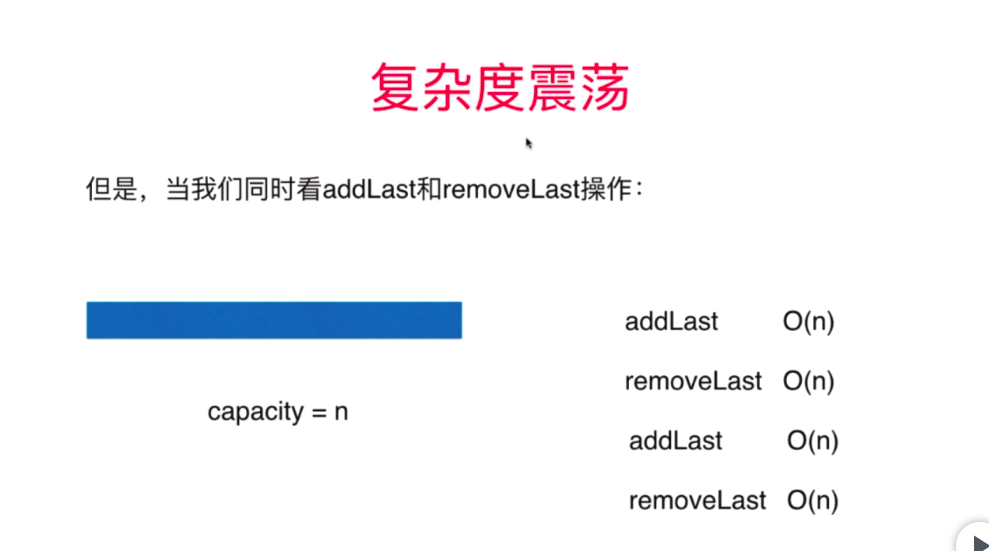 复杂度震荡
但是，当我们同时看addLast和removeLast操作：
addLast O(n)
removeLast O(n)
capacity = n
addLast O(n)
removeLast O(n)